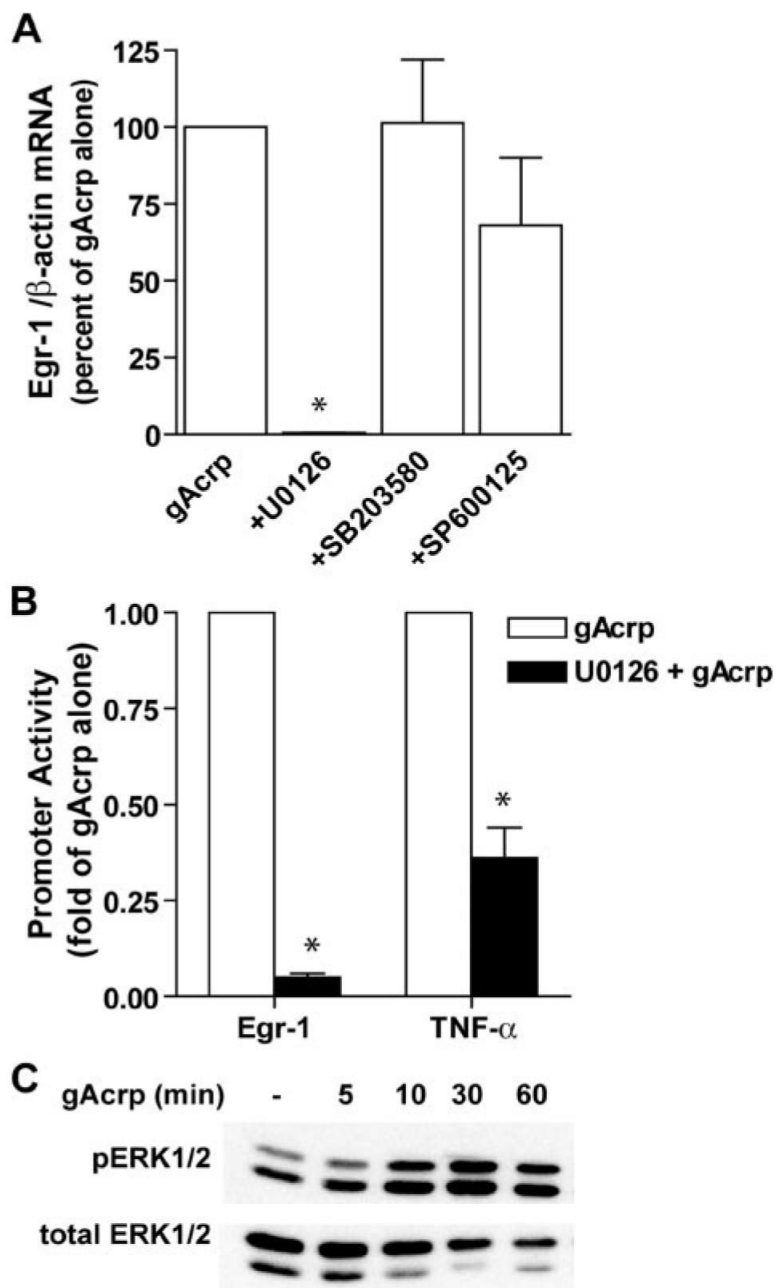 A
Egr-1 /β-actin mRNA
(percent of gAcrp alone)
125
100
75
50
25
0
*
gAcrp
+U0126
+SB203580
+SP600125
B
Promoter Activity
(fold of gAcrp alone)
1.00
0.75
0.50
0.25
0.00
gAcrp
U0126 + gAcrp
*
*
Egr-1
TNF-α
C
gAcrp (min) - 5 10 30 60
pERK1/2
total ERK1/2